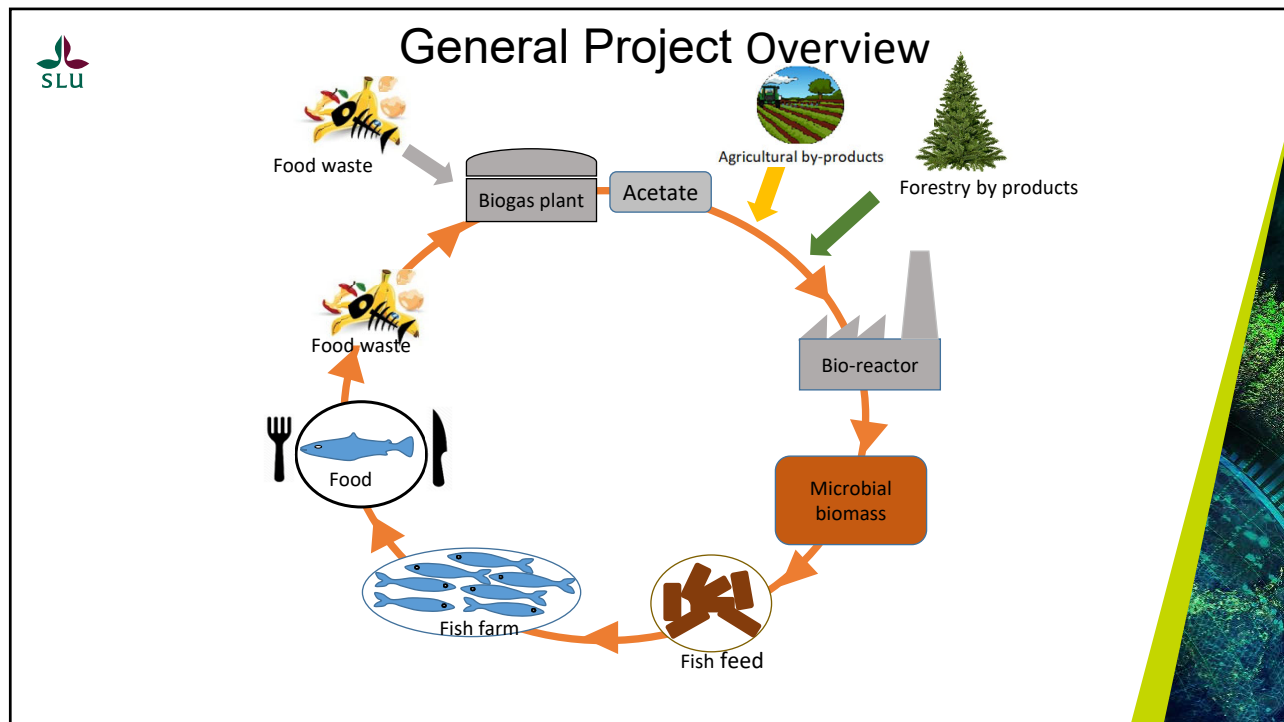 SLU
General Project Overview
Food waste
Biogas plant
Acetate
Agricultural by-products
Forestry by products
Food waste
Bio-reactor
Food
Microbial
biomass
Fish farm
Fish feed